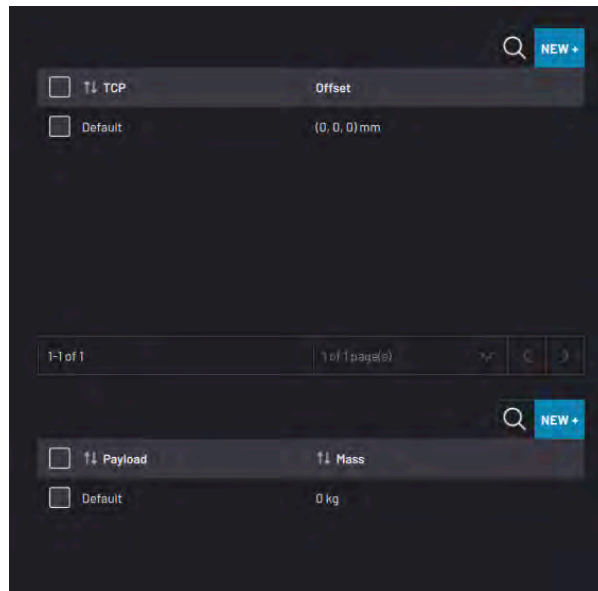 NEW +
↑↓ TCP Offset
Default (0, 0, 0) mm
1-1 of 1 1 of 1 page(s)
NEW +
↑↓ Payload ↑↓ Mass
Default 0 kg